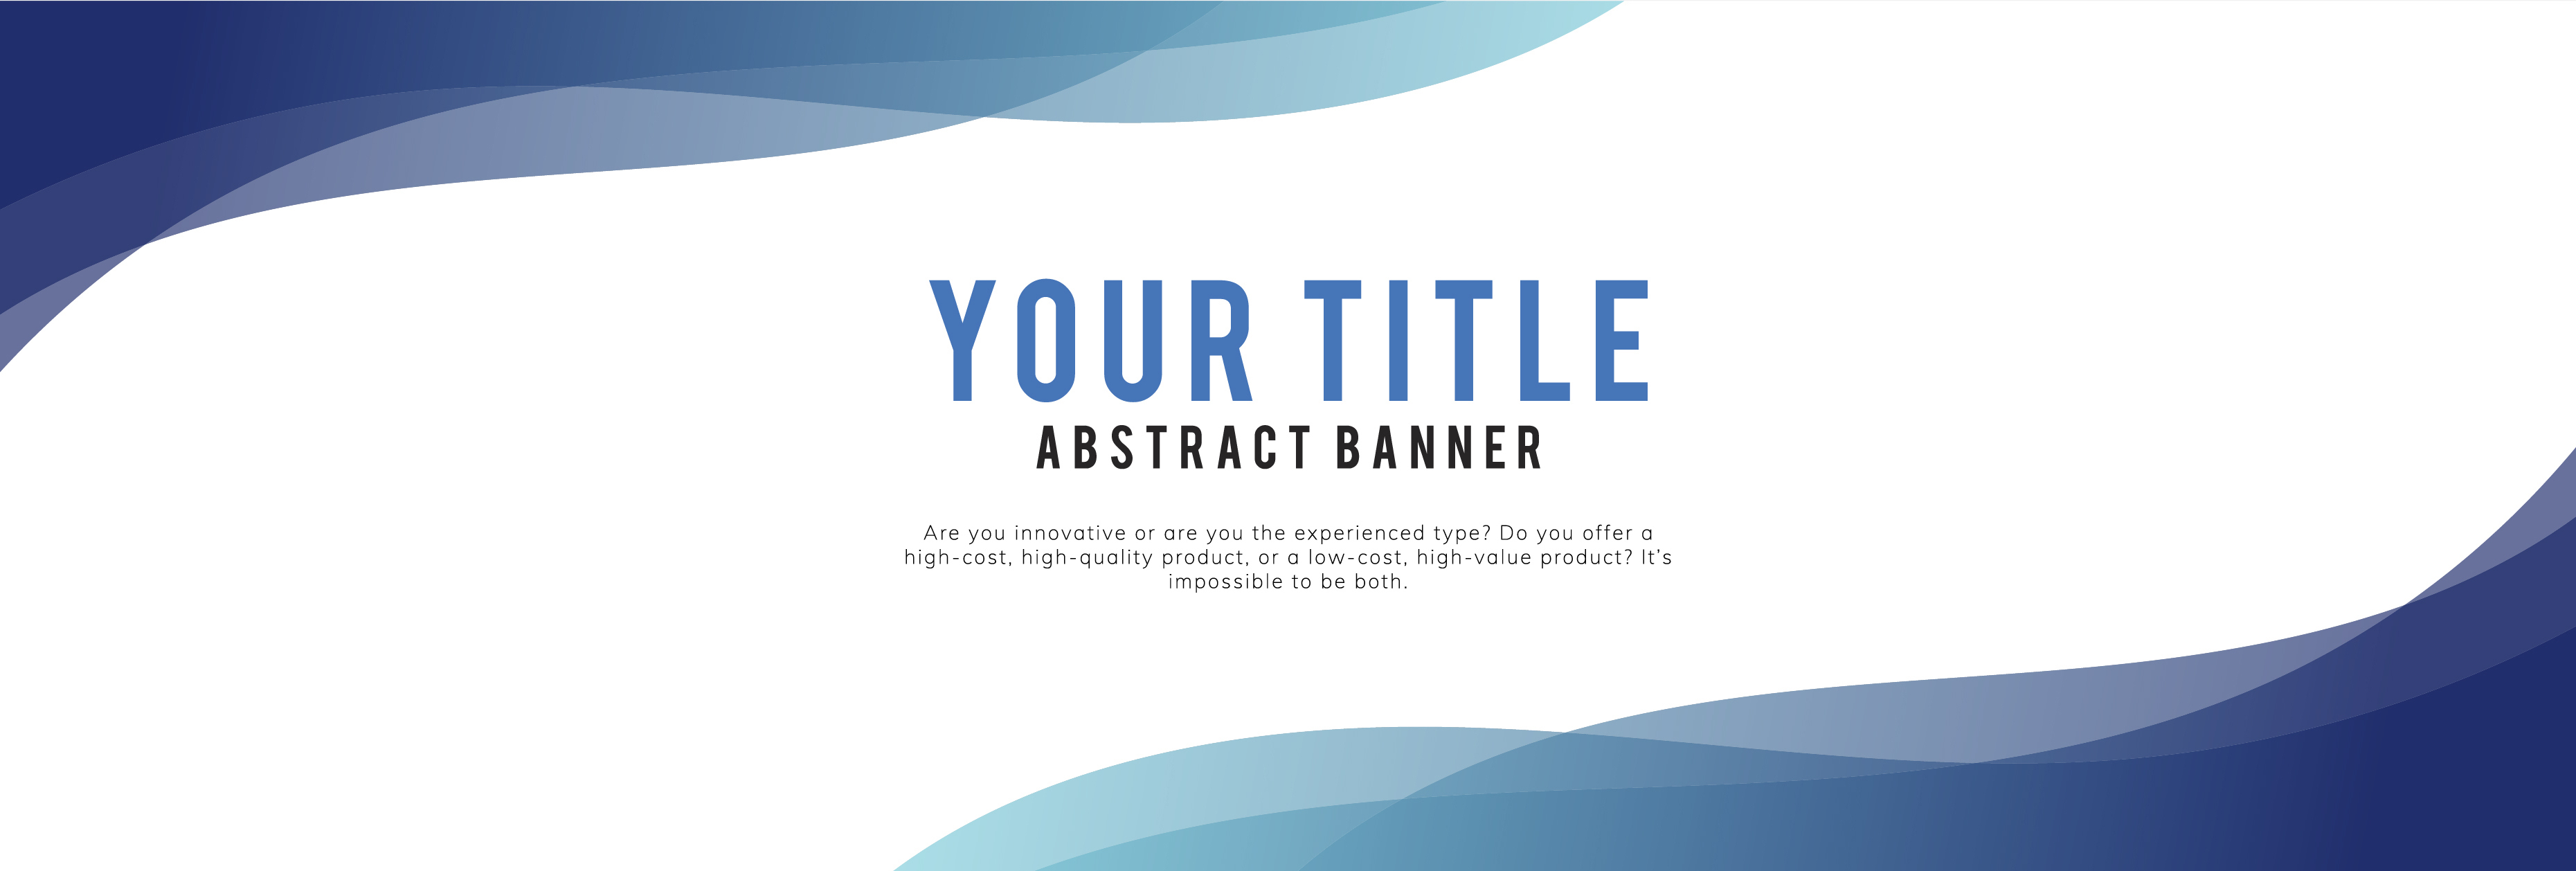 YOUR TITLE
ABSTRACT BANNER
Are you innovative or are you the experienced type? Do you offer a
high-cost, high-quality product, or a low-cost, high-value product? It’s
impossible to be both.